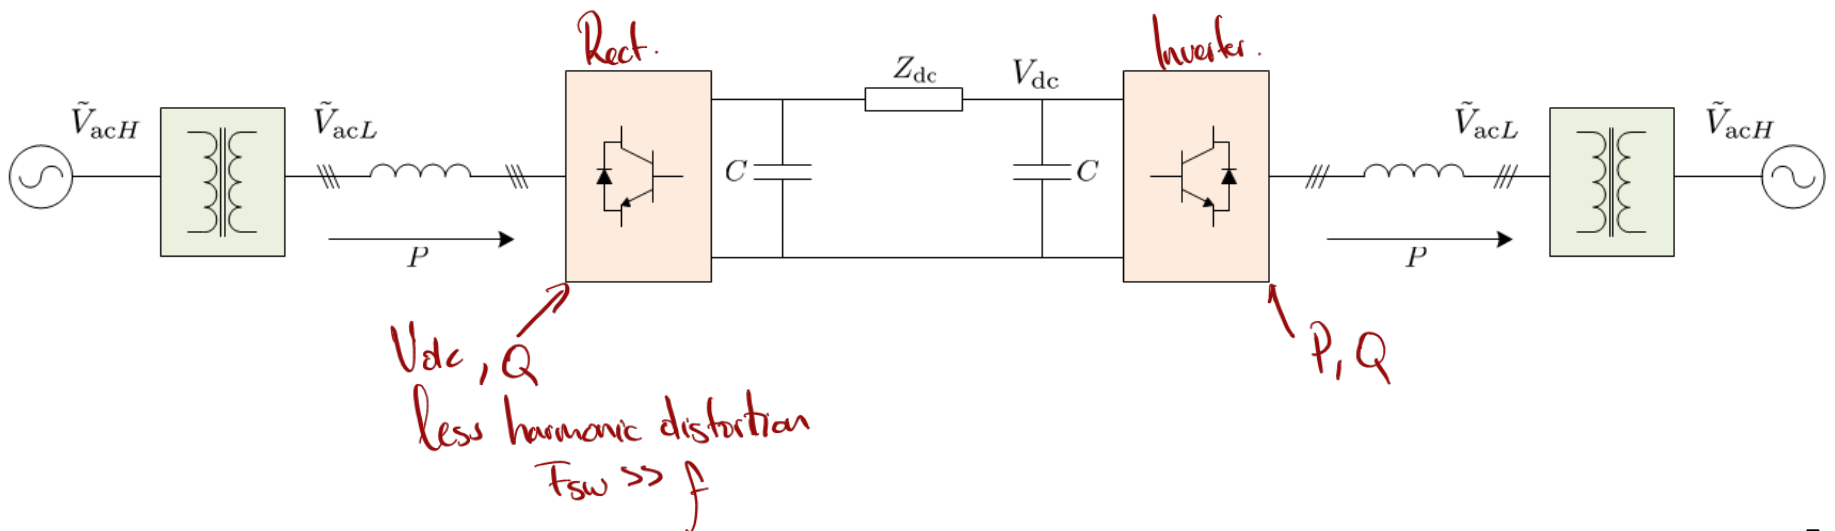 Rect.
Inverter.
Z_dc
V_dc
Ṽ_acH
Ṽ_acL
Ṽ_acL
Ṽ_acH
C
C
P
P
Vdc, Q
P, Q
less harmonic distortion
Fsw >> f